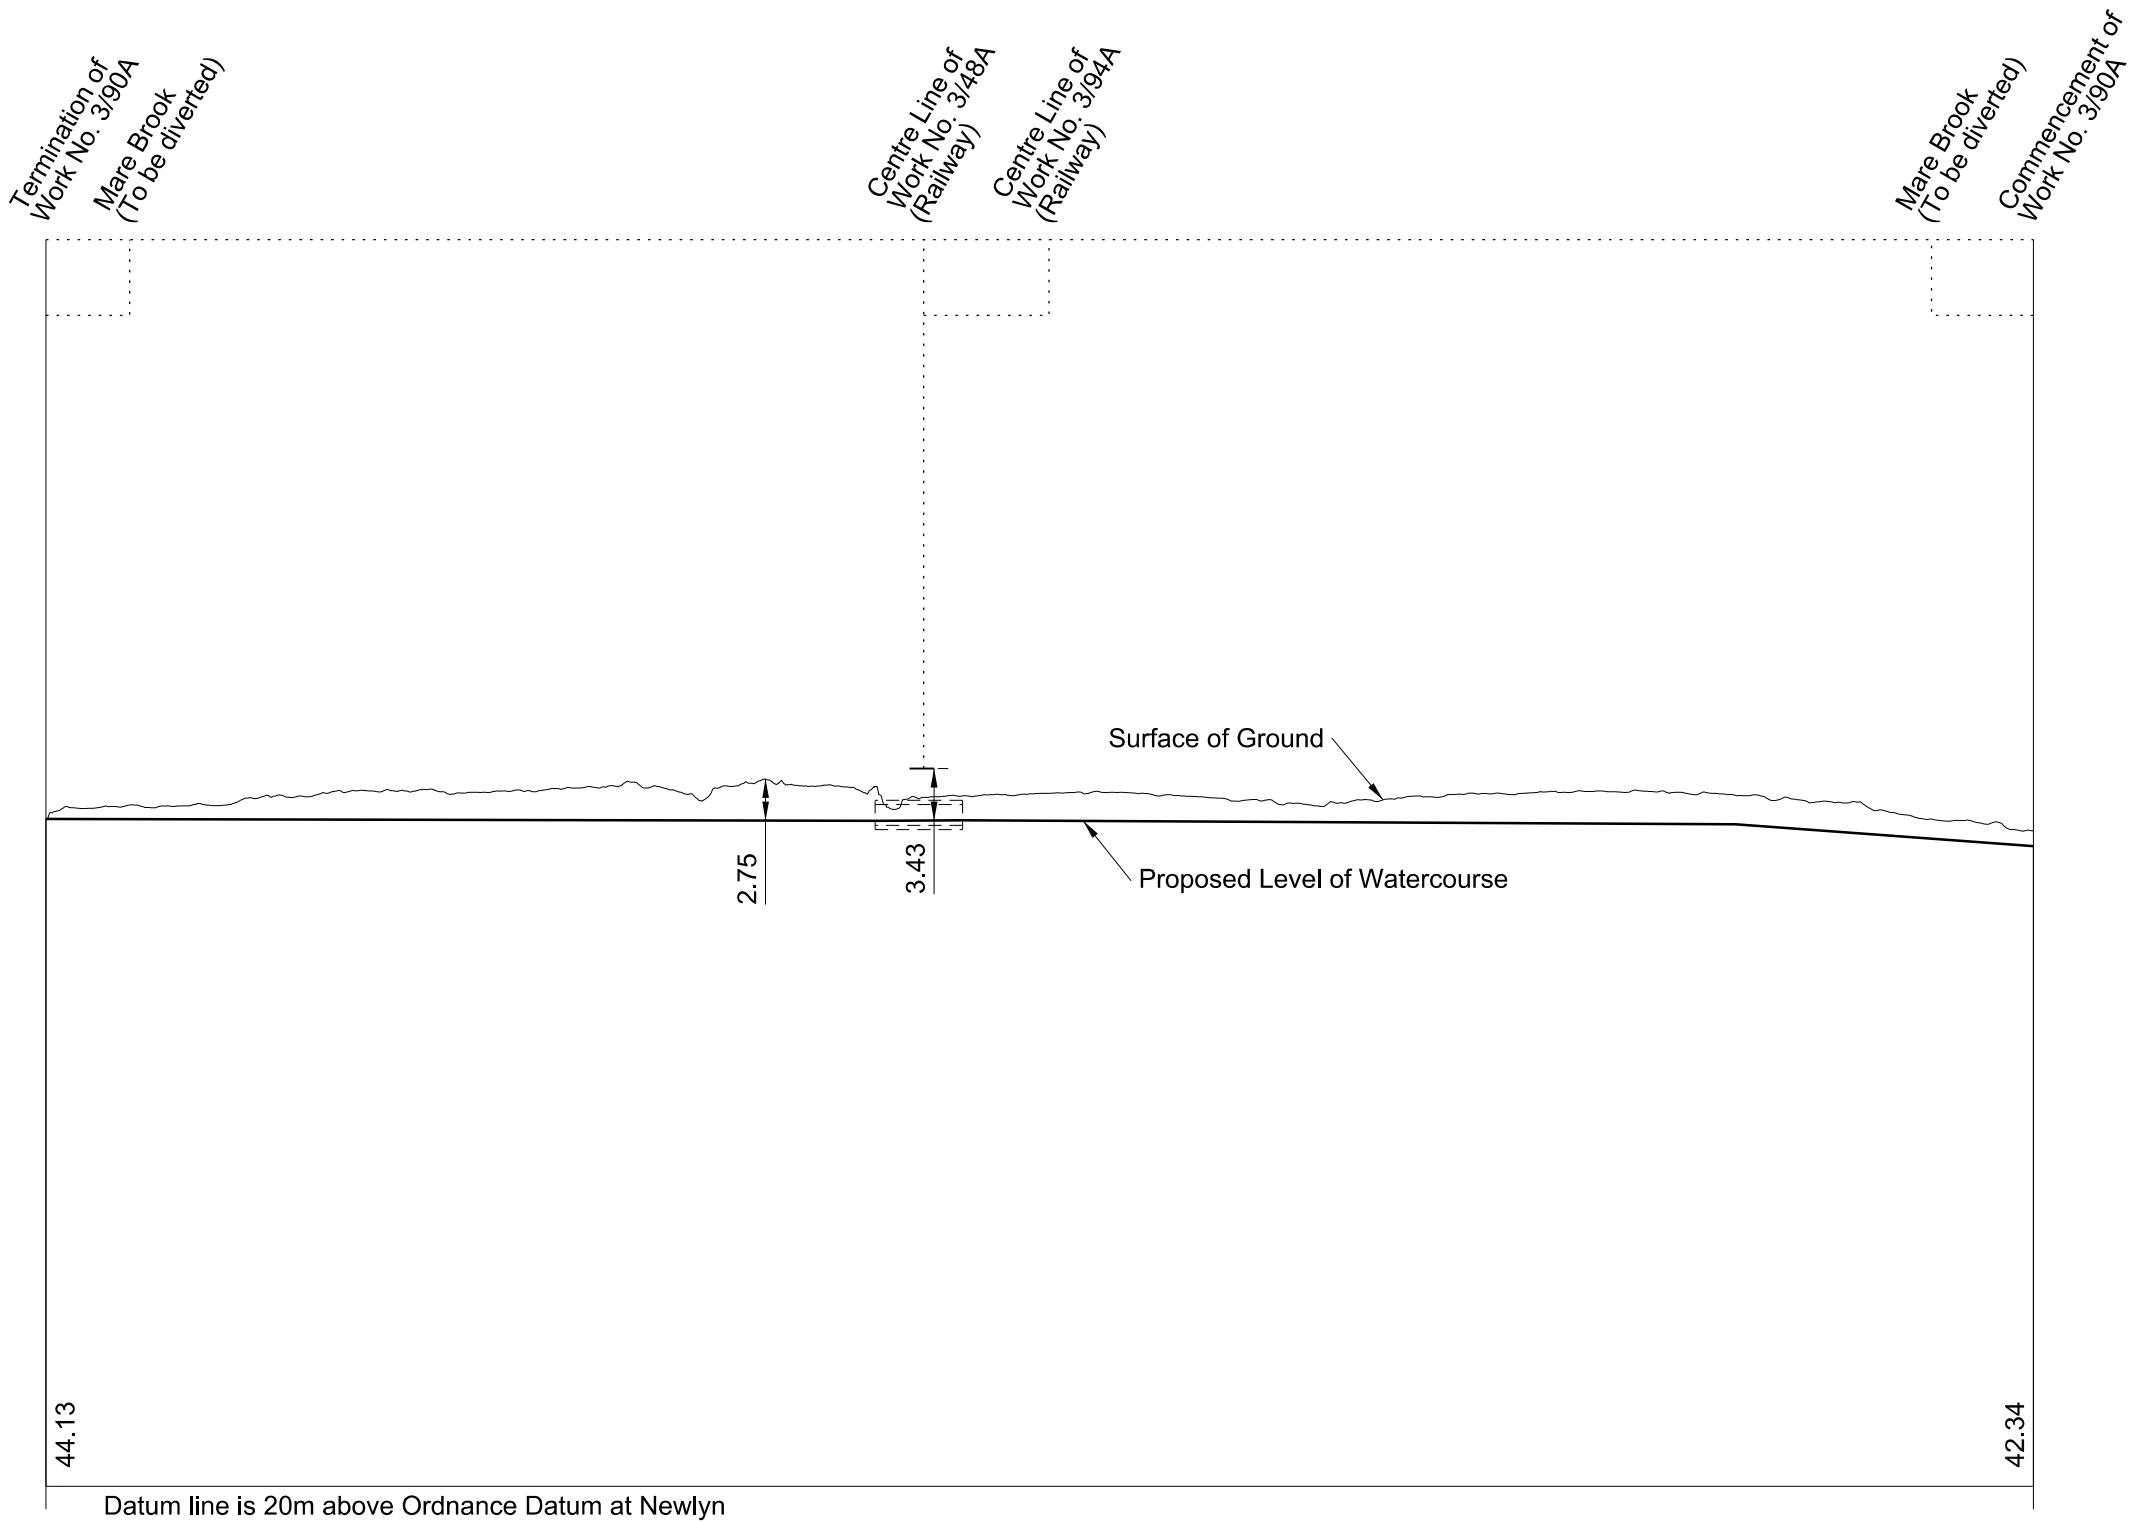 Termination of
Work No. 3/90A
Mare Brook
(To be diverted)
Centre Line of
Work No. 3/48A
(Railway)
Centre Line of
Work No. 3/94A
(Railway)
Mare Brook
(To be diverted)
Commencement of
Work No. 3/90A
Surface of Ground
2.75
3.43
Proposed Level of Watercourse
44.13
42.34
Datum line is 20m above Ordnance Datum at Newlyn